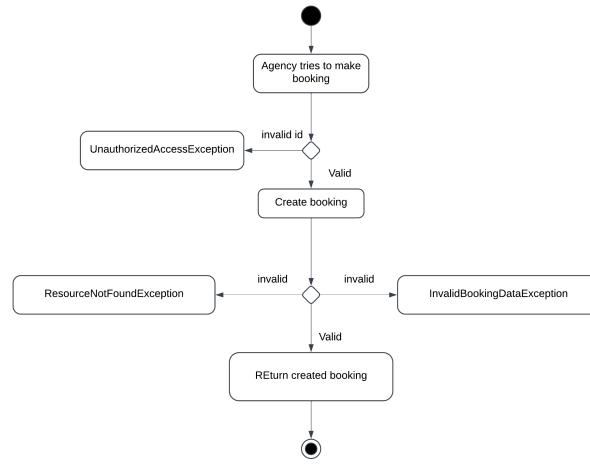 Agency tries to make
booking
invalid id
UnauthorizedAccessException
Valid
Create booking
invalid
invalid
ResourceNotFoundException
InvalidBookingDataException
Valid
REturn created booking